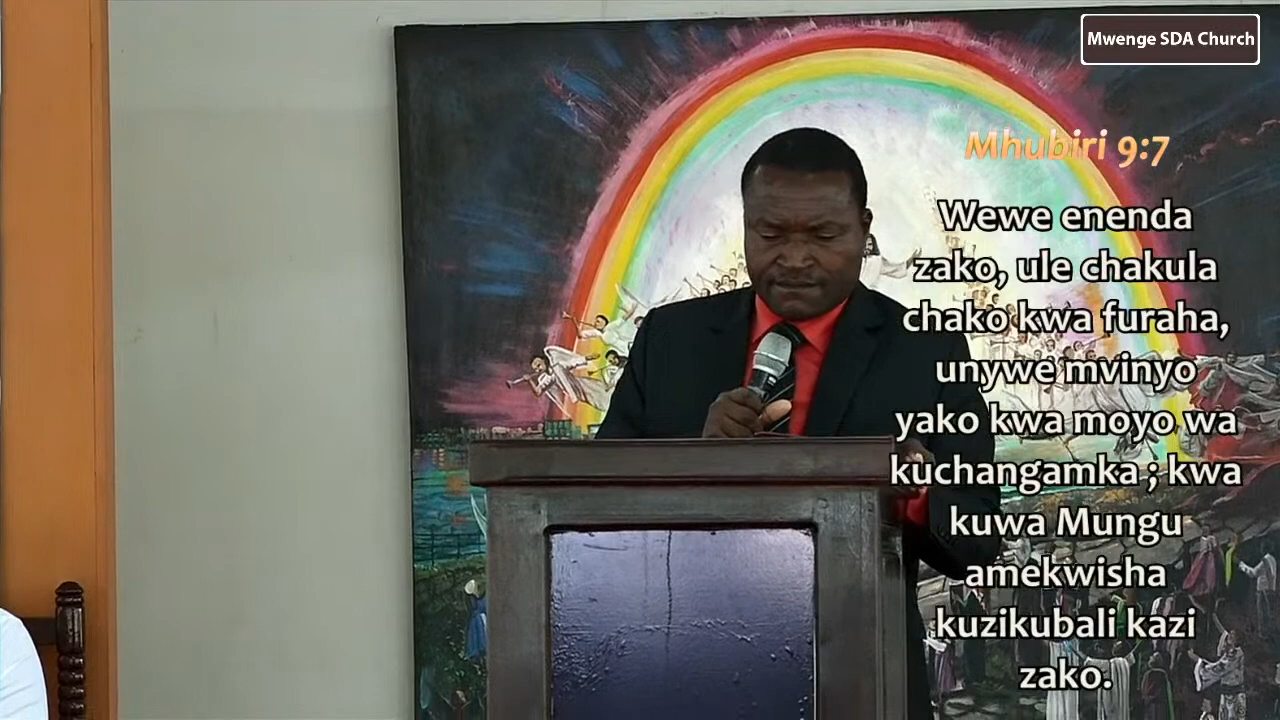 Mwenge SDA Church
Mhubiri 9:7
Wewe enenda
zako, ule chakula
chako kwa furaha,
unywe mvinyo
yako kwa moyo wa
kuchangamka ; kwa
kuwa Mungu
amekwisha
kuzikubali kazi
zako.